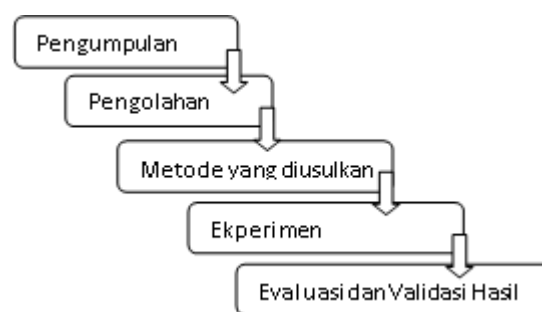 Pengumpulan
Pengolahan
Metode yang diusulkan
Ekperimen
Evaluasi dan Validasi Hasil